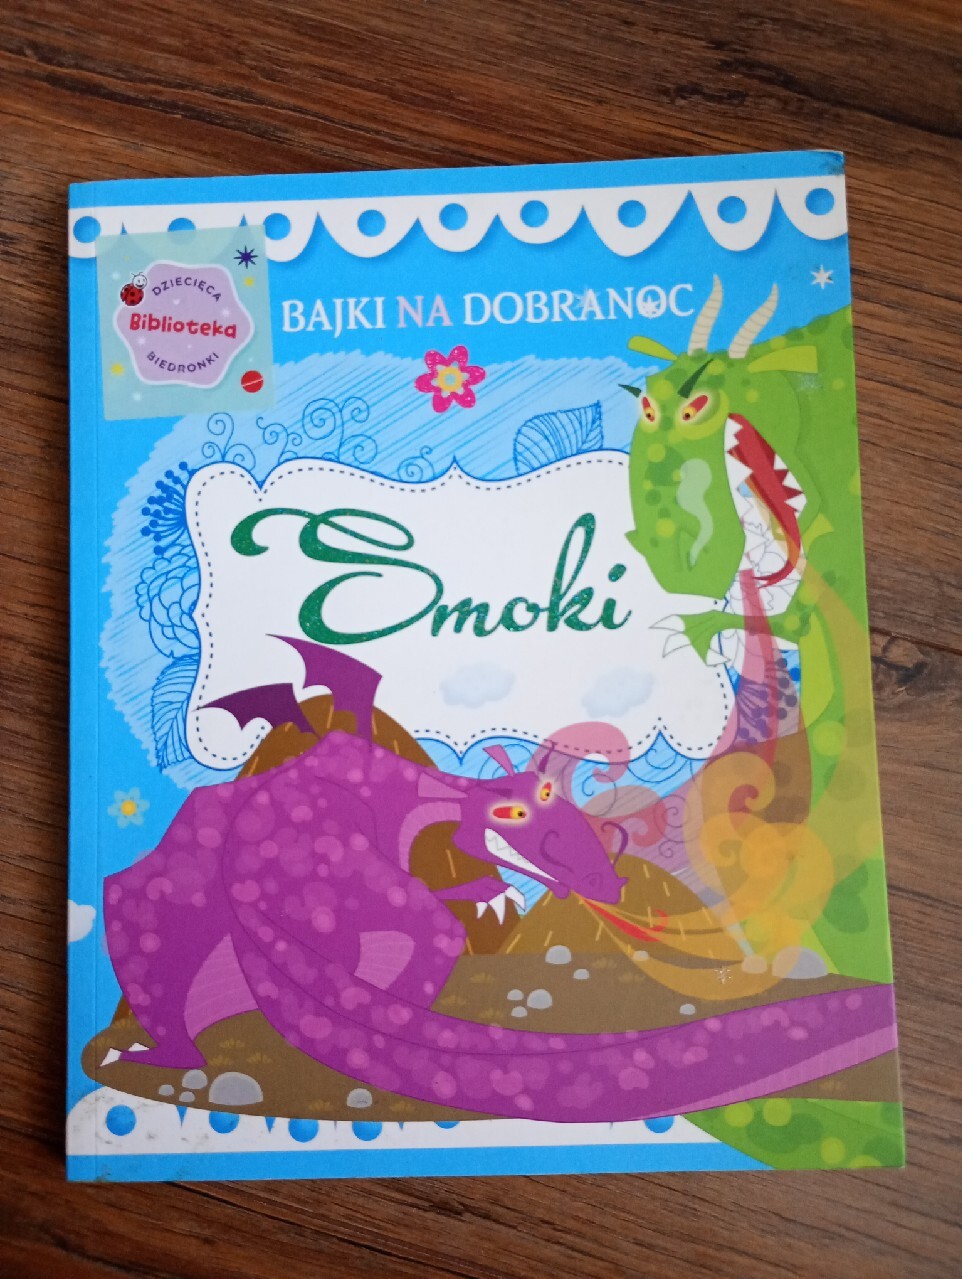 DZIECIĘCA
Biblioteka
BIEDRONKI
BAJKI NA DOBRANOC
Smoki